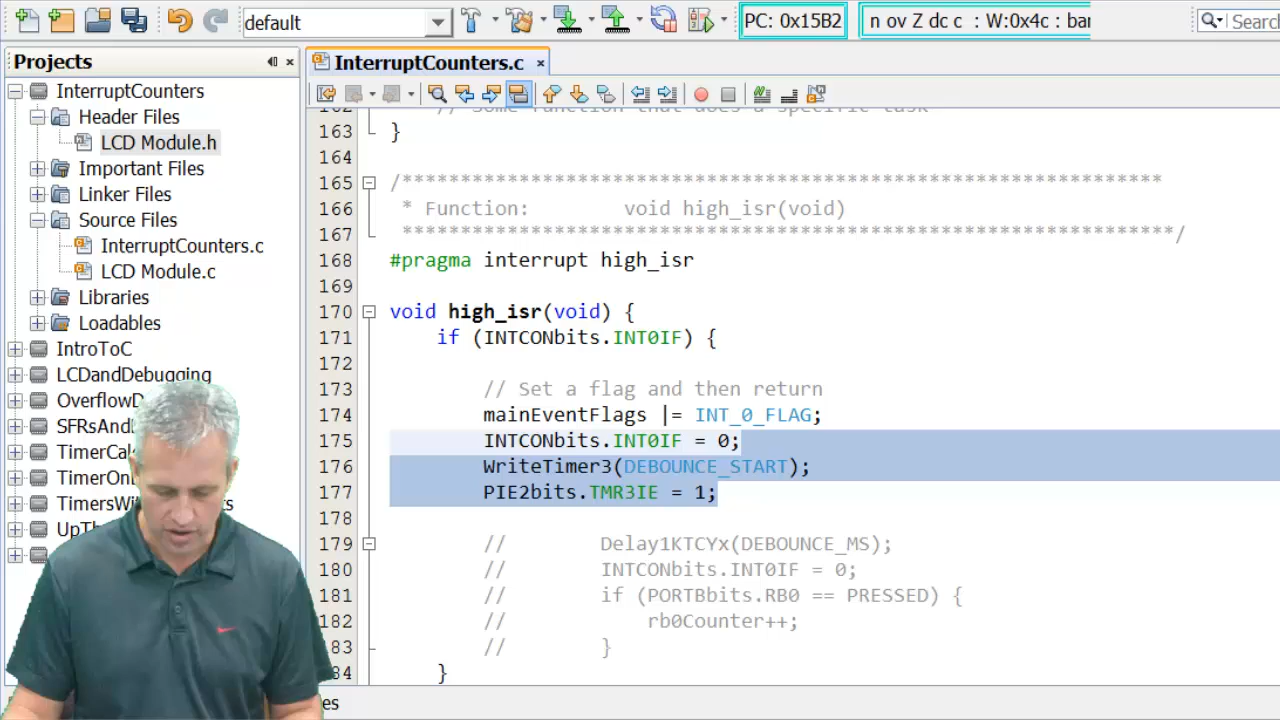 default
PC: 0x15B2
n ov Z dc c : W:0x4c : ban
Search
Projects
InterruptCounters.c
InterruptCounters
Header Files
LCD Module.h
Important Files
Linker Files
Source Files
InterruptCounters.c
LCD Module.c
Libraries
Loadables
IntroToC
LCDandDebugging
OverflowD
SFRsAnd
TimerCal
TimerOn
TimersWi
s
UpTh
162 // Some function that does a specific task
163 }
164
165 /*****************************************************************
166 * Function: void high_isr(void)
167 ******************************************************************/
168 #pragma interrupt high_isr
169
170 void high_isr(void) {
171 if (INTCONbits.INT0IF) {
172
173 // Set a flag and then return
174 mainEventFlags |= INT_0_FLAG;
175 INTCONbits.INT0IF = 0;
176 WriteTimer3(DEBOUNCE_START);
177 PIE2bits.TMR3IE = 1;
178
179 // Delay1KTCYx(DEBOUNCE_MS);
180 // INTCONbits.INT0IF = 0;
181 // if (PORTBbits.RB0 == PRESSED) {
182 // rb0Counter++;
183 // }
184 }
es